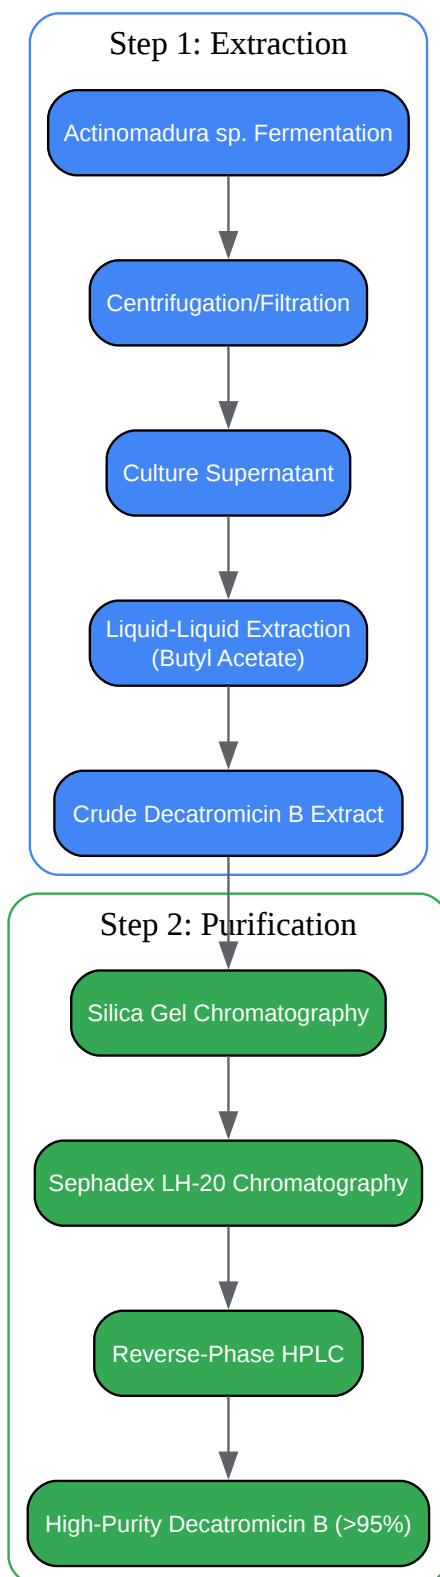 Step 1: Extraction
Actinomadura sp. Fermentation
Centrifugation/Filtration
Culture Supernatant
Liquid-Liquid Extraction
(Butyl Acetate)
Crude Decatromicin B Extract
Step 2: Purification
Silica Gel Chromatography
Sephadex LH-20 Chromatography
Reverse-Phase HPLC
High-Purity Decatromicin B (>95%)